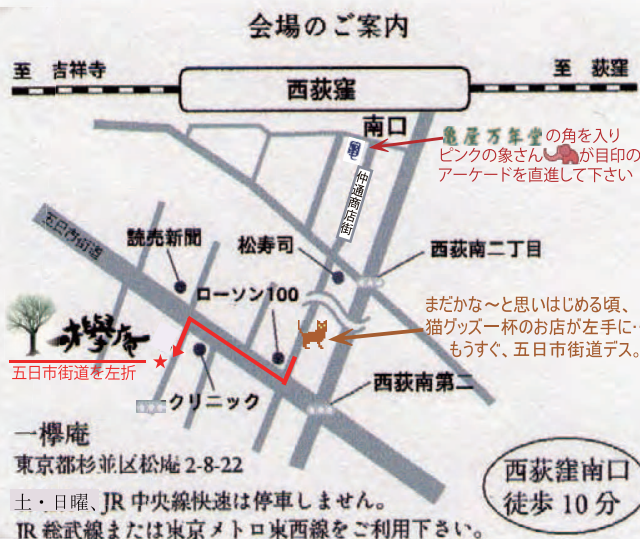 会場のご案内
至 吉祥寺
至 荻窪
西荻窪
南口
亀屋万年堂の角を入り
ピンクの象さんが目印の
アーケードを直進して下さい
亀
仲通商店街
五日市街道
読売新聞
松寿司
西荻南二丁目
ローソン100
まだかな～と思いはじめる頃、
猫グッズ一杯のお店が左手に‥
もうすぐ、五日市街道デス。
一欅庵
五日市街道を左折
西荻南第二
クリニック
一欅庵
東京都杉並区松庵 2-8-22
西荻窪南口
徒歩 10 分
土・日曜、JR 中央線快速は停車しません。
JR 総武線または東京メトロ東西線をご利用下さい。